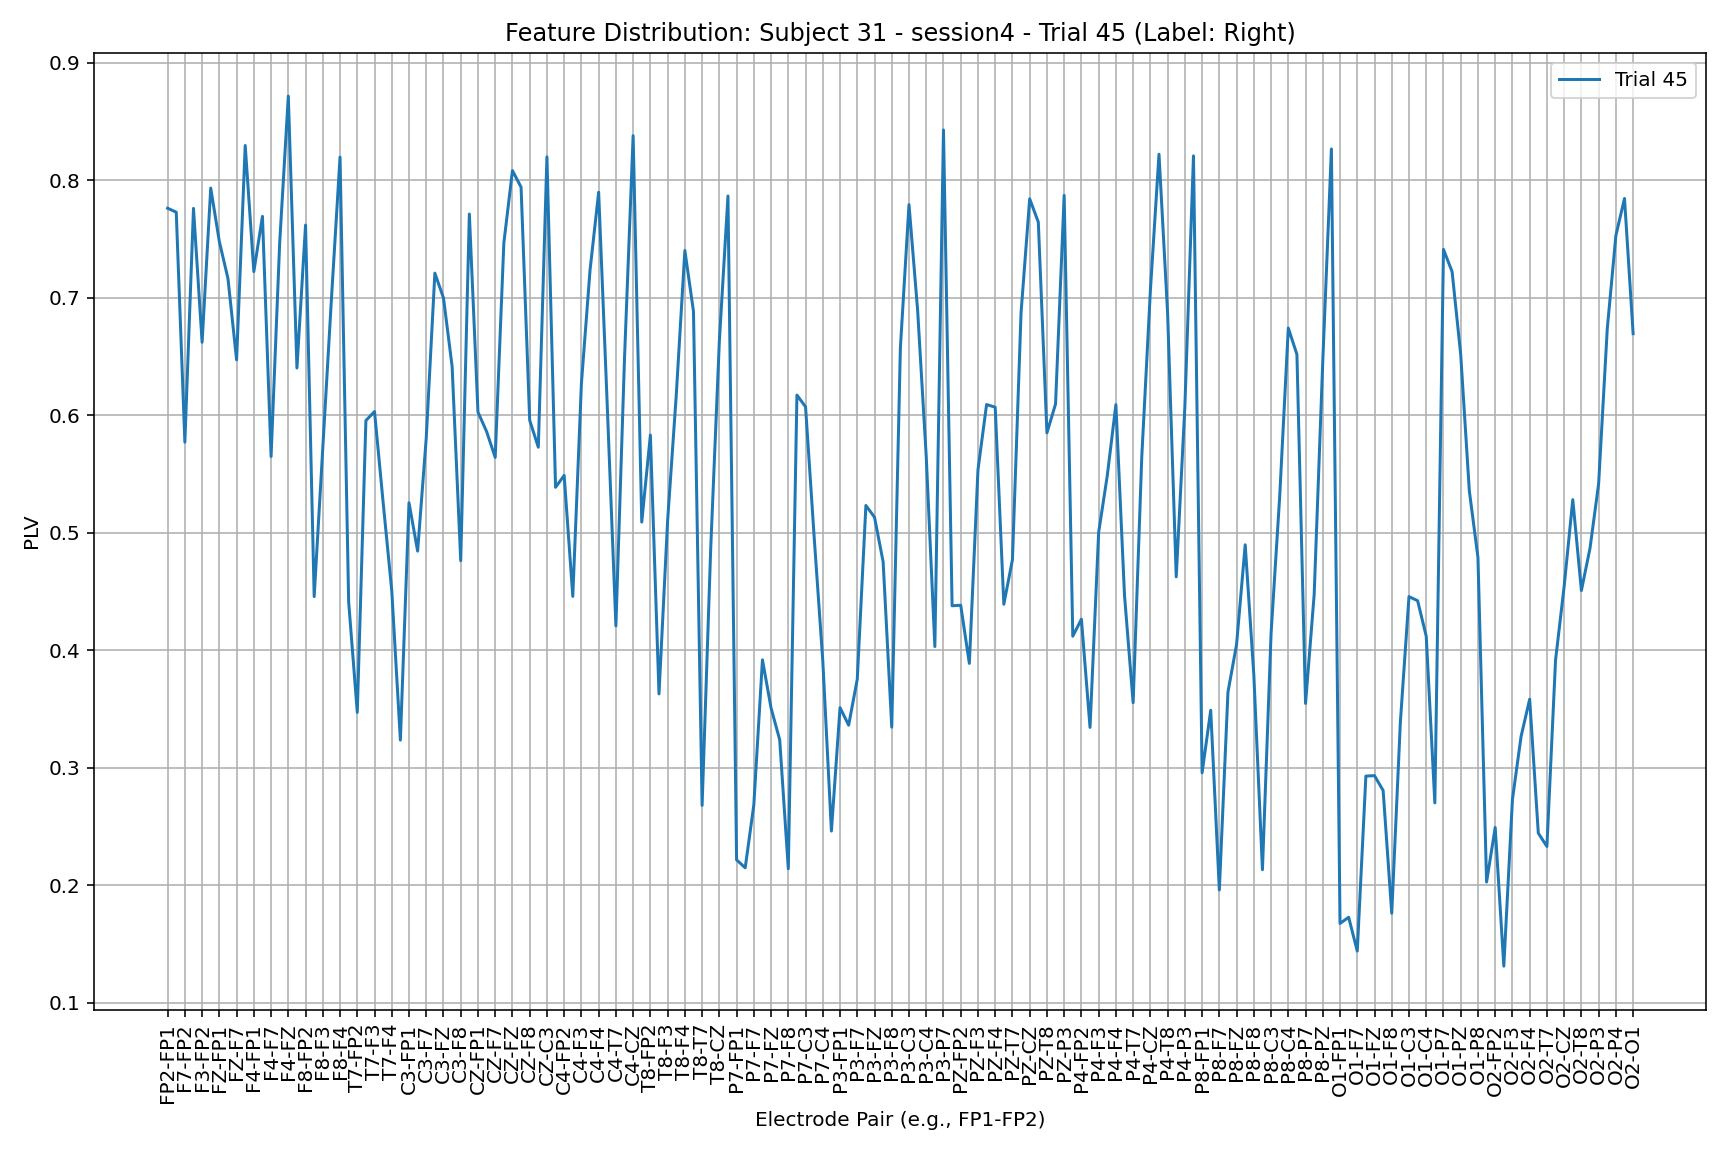 Feature Distribution: Subject 31 - session4 - Trial 45 (Label: Right)
Trial 45
0.9
0.8
0.7
0.6
0.5
0.4
0.3
0.2
0.1
PLV
FP2-FP1
F7-FP2
F3-FP2
FZ-FP1
FZ-F7
F4-FP1
F4-F7
F4-FZ
F8-FP2
F8-F3
F8-F4
T7-FP2
T7-F3
T7-F4
C3-FP1
C3-F7
C3-FZ
C3-F8
CZ-FP1
CZ-F7
CZ-FZ
CZ-F8
CZ-C3
C4-FP2
C4-F3
C4-F4
C4-T7
C4-CZ
T8-FP2
T8-F3
T8-F4
T8-T7
T8-CZ
P7-FP1
P7-F7
P7-FZ
P7-F8
P7-C3
P7-C4
P3-FP1
P3-F7
P3-FZ
P3-F8
P3-C3
P3-C4
P3-P7
PZ-FP2
PZ-F3
PZ-F4
PZ-T7
PZ-CZ
PZ-T8
PZ-P3
P4-FP2
P4-F3
P4-F4
P4-T7
P4-CZ
P4-T8
P4-P3
P8-FP1
P8-F7
P8-FZ
P8-F8
P8-C3
P8-C4
P8-P7
P8-PZ
O1-FP1
O1-F7
O1-FZ
O1-F8
O1-C3
O1-C4
O1-P7
O1-PZ
O1-P8
O2-FP2
O2-F3
O2-F4
O2-T7
O2-CZ
O2-T8
O2-P3
O2-P4
O2-O1
Electrode Pair (e.g., FP1-FP2)